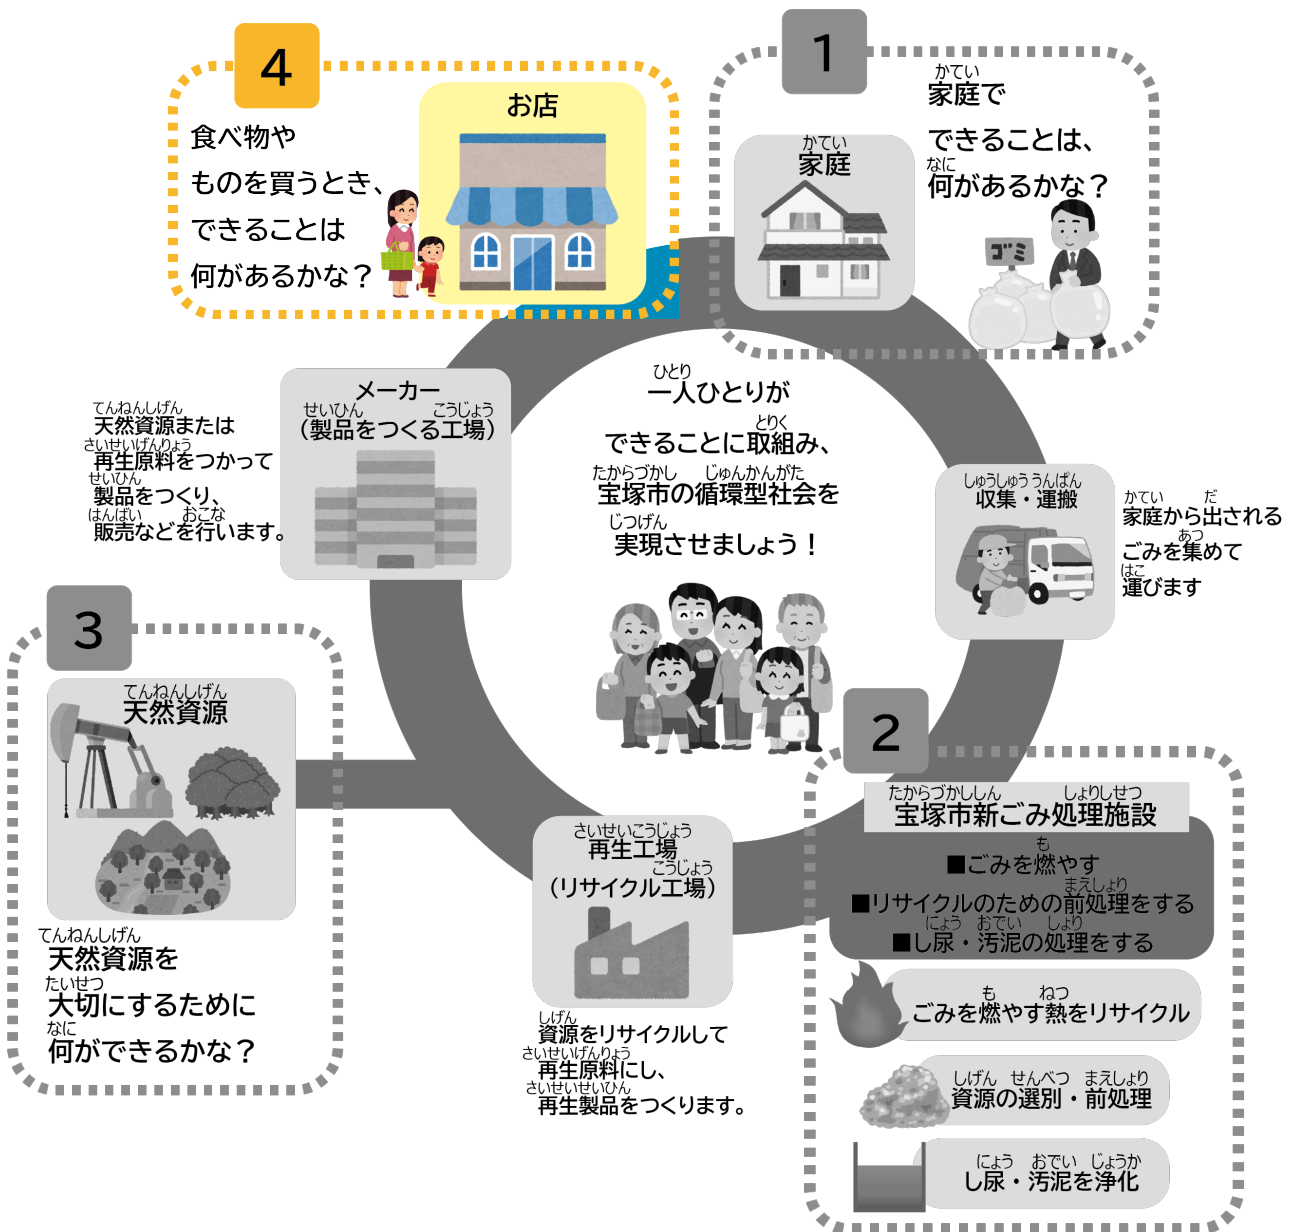 4
お店
食べ物や
ものを買うとき、
できることは
何があるかな？
1
かてい
家庭で
できることは、
なに
何があるかな？
かてい
家庭
ゴミ
しゅうしゅううんぱん
収集・運搬
かてい だ
家庭から出される
あつ
ごみを集めて
はこ
運びます
2
たからづかししん しょりしせつ
宝塚市新ごみ処理施設
も
■ごみを燃やす
まえしょり
■リサイクルのための前処理をする
にょう おでい しょり
■し尿・汚泥の処理をする
も ねつ
ごみを燃やす熱をリサイクル
しげん せんべつ まえしょり
資源の選別・前処理
にょう おでい じょうか
し尿・汚泥を浄化
さいせいこうじょう
再生工場
こうじょう
（リサイクル工場）
しげん
資源をリサイクルして
さいせいげんりょう
再生原料にし、
さいせいせいひん
再生製品をつくります。
3
てんねんしげん
天然資源
てんねんしげん
天然資源を
たいせつ
大切にするために
なに
何ができるかな？
メーカー
せいひん こうじょう
（製品をつくる工場）
てんねんしげん
天然資源または
さいせいげんりょう
再生原料をつかって
せいひん
製品をつくり、
はんばい おこな
販売などを行います。
ひとり
一人ひとりが
とりく
できることに取組み、
たからづかし じゅんかんがた
宝塚市の循環型社会を
じつげん
実現させましょう！